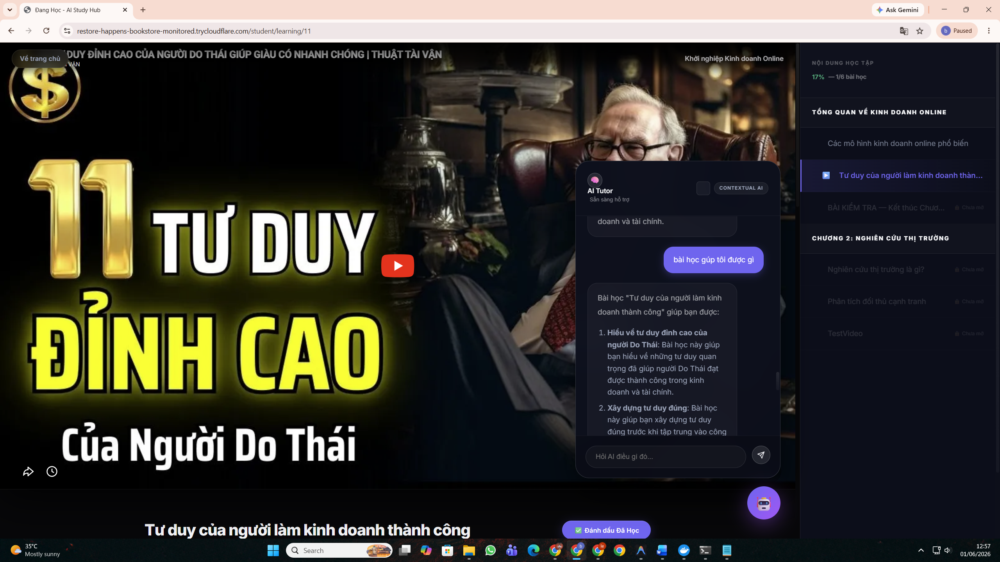 Đang Học - AI Study Hub
Ask Gemini
restore-happens-bookstore-monitored.trycloudflare.com/student/learning/11
b Paused
Về trang chủ
DUY ĐỈNH CAO CỦA NGƯỜI DO THÁI GIÚP GIÀU CÓ NHANH CHÓNG | THUẬT TÀI VẬN
VẬN
Khởi nghiệp Kinh doanh Online
$
11 TƯ DUY
ĐỈNH CAO
Của Người Do Thái
AI Tutor
Sẵn sàng hỗ trợ
CONTEXTUAL AI
doanh và tài chính.
bài học gúp tôi được gì
Bài học "Tư duy của người làm kinh
doanh thành công" giúp bạn được:
1. Hiểu về tư duy đỉnh cao của
người Do Thái: Bài học này giúp
bạn hiểu về những tư duy quan
trọng đã giúp người Do Thái đạt
được thành công trong kinh
doanh và tài chính.
2. Xây dựng tư duy đúng: Bài học
này giúp bạn xây dựng tư duy
đúng trước khi tập trung vào công
Hỏi AI điều gì đó...
Tư duy của người làm kinh doanh thành công
✅ Đánh dấu Đã Học
NỘI DUNG HỌC TẬP
17% — 1/6 bài học
TỔNG QUAN VỀ KINH DOANH ONLINE
Các mô hình kinh doanh online phổ biến
Tư duy của người làm kinh doanh thàn...
BÀI KIỂM TRA — Kết thúc Chươ... Chưa mở
CHƯƠNG 2: NGHIÊN CỨU THỊ TRƯỜNG
Nghiên cứu thị trường là gì? Chưa mở
Phân tích đối thủ cạnh tranh Chưa mở
TestVideo Chưa mở
35°C
Mostly sunny
Search
b
le
12:57
01/06/2026